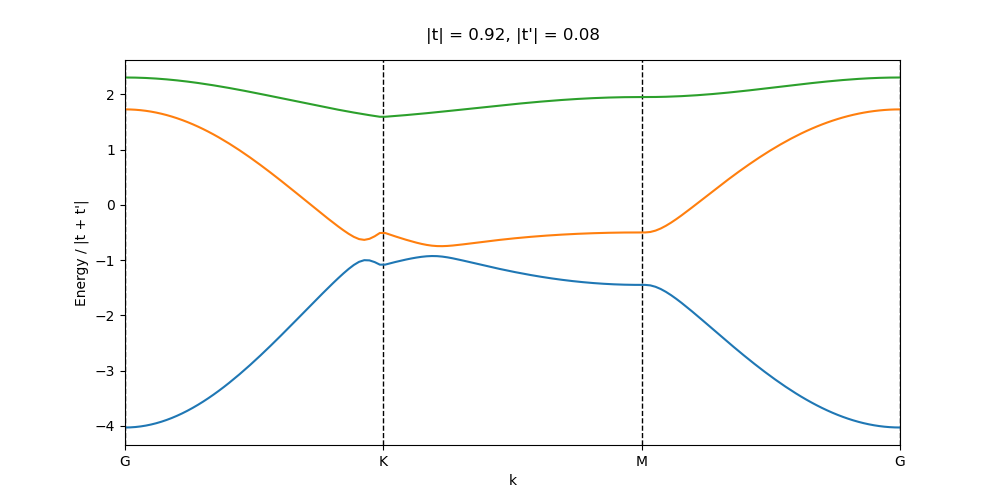 |t| = 0.92, |t'| = 0.08
Energy / |t + t'|
2
1
0
−1
−2
−3
−4
G
K
M
G
k